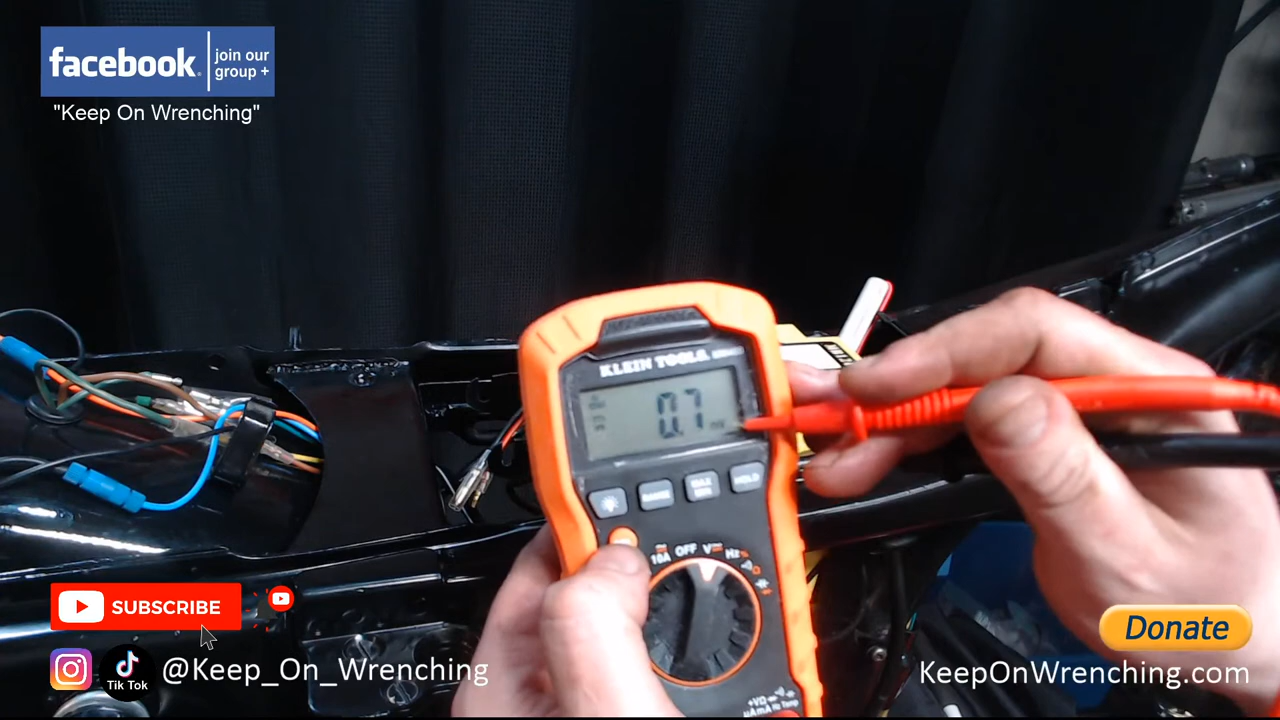 facebook.
join our
group +
"Keep On Wrenching"
KLEIN TOOLS
0.7
RANGE
MAX
MIN
HOLD
10A OFF V Hz%
SUBSCRIBE
Tik Tok
@Keep_On_Wrenching
Donate
KeepOnWrenching.com